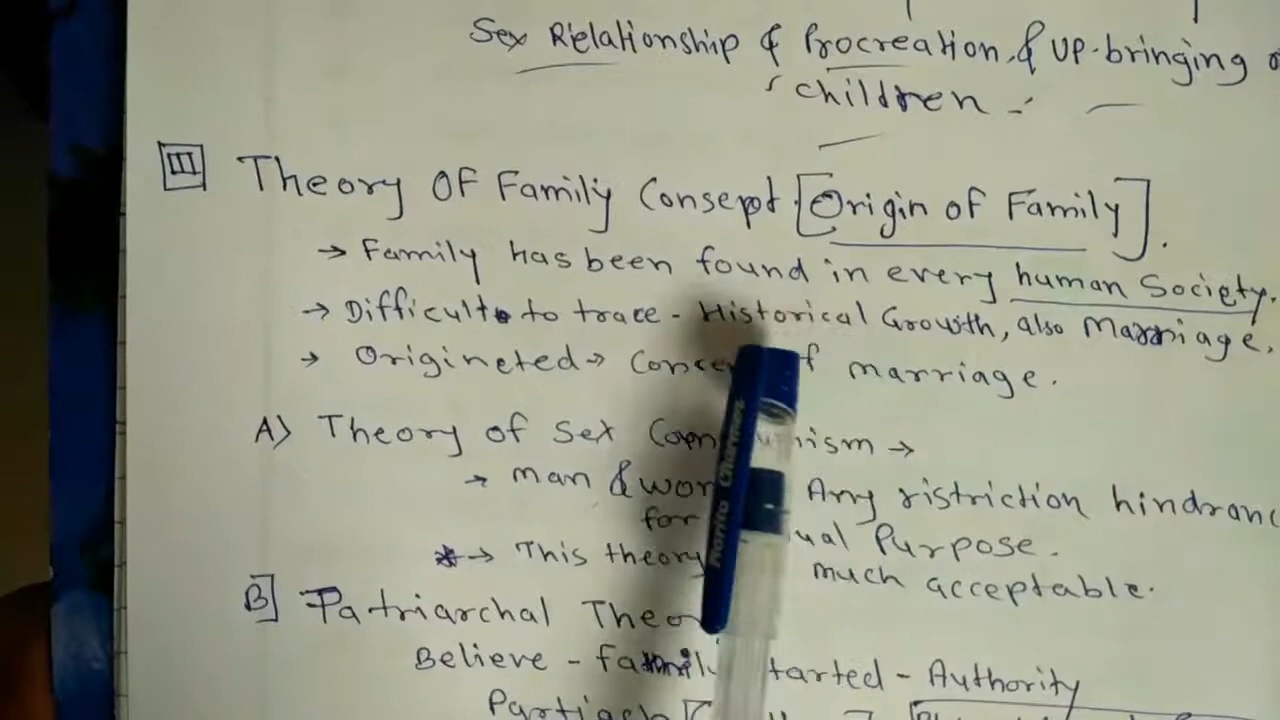 Sex Relationship & Procreation, & Up-bringing
children -
III Theory OF Family Consept [Origin of Family].
→ Family has been found in every human Society.
→ Difficult to trace - Historical Growth, also Marriage.
→ Origineted → marriage.
A) Theory of Sex →
→ man & Any ristriction
for Purpose.
* → This theory much acceptable.
B] Patriarchal
Believe - - Authority
Norito Charmex